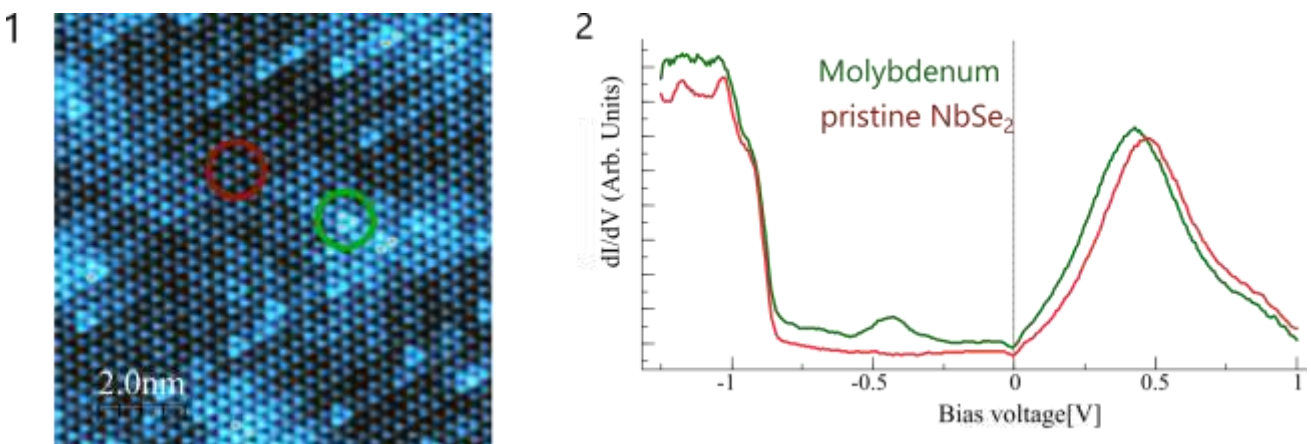 1
2.0nm
2
Molybdenum
pristine NbSe₂
dI/dV (Arb. Units)
-1
-0.5
0
0.5
1
Bias voltage[V]